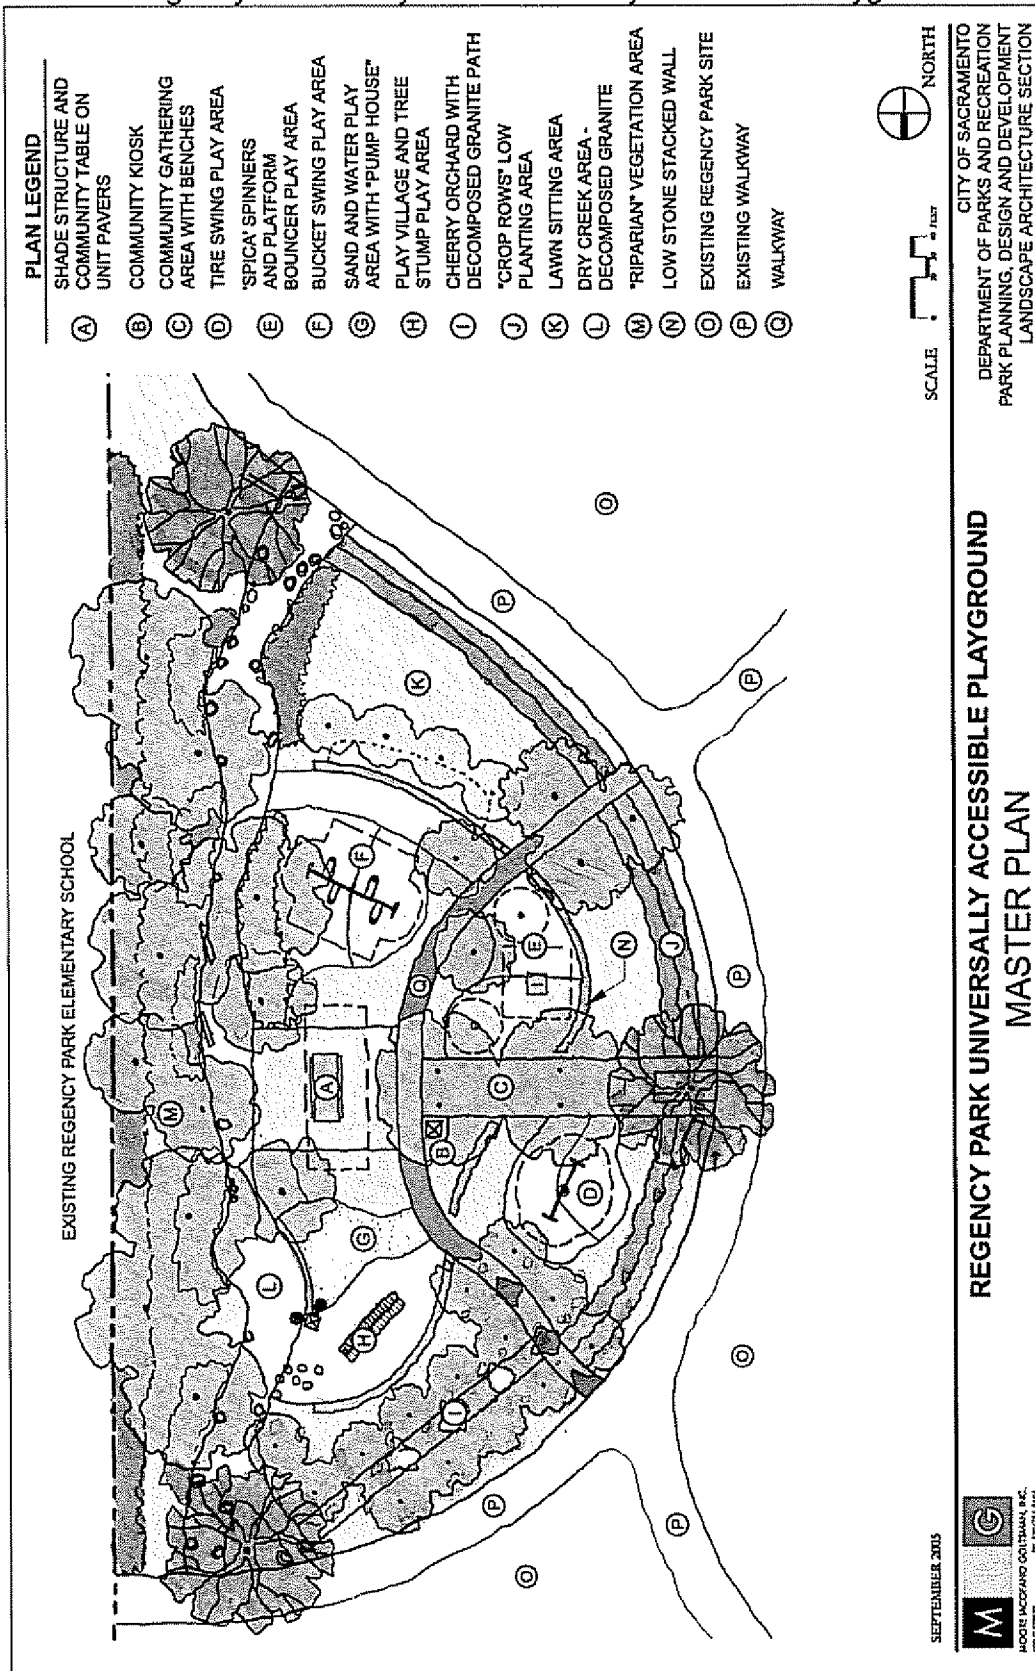 PLAN LEGEND
Ⓐ SHADE STRUCTURE AND
COMMUNITY TABLE ON
UNIT PAVERS
Ⓑ COMMUNITY KIOSK
Ⓒ COMMUNITY GATHERING
AREA WITH BENCHES
Ⓓ TIRE SWING PLAY AREA
Ⓔ 'SPICA' SPINNERS
AND PLATFORM
BOUNCER PLAY AREA
Ⓕ BUCKET SWING PLAY AREA
Ⓖ SAND AND WATER PLAY
AREA WITH "PUMP HOUSE"
Ⓗ PLAY VILLAGE AND TREE
STUMP PLAY AREA
Ⓘ CHERRY ORCHARD WITH
DECOMPOSED GRANITE PATH
Ⓙ "CROP ROWS" LOW
PLANTING AREA
Ⓚ LAWN SITTING AREA
Ⓛ DRY CREEK AREA -
DECOMPOSED GRANITE
Ⓜ "RIPARIAN" VEGETATION AREA
Ⓝ LOW STONE STACKED WALL
Ⓞ EXISTING REGENCY PARK SITE
Ⓟ EXISTING WALKWAY
Ⓠ WALKWAY
EXISTING REGENCY PARK ELEMENTARY SCHOOL
M
L
A
F
G
H
Q
K
B
C
E
I
D
N
J
P
P
P
P
P
O
O
O
SCALE
FEET
NORTH
SEPTEMBER 2005
M G
REGENCY PARK UNIVERSALLY ACCESSIBLE PLAYGROUND
MASTER PLAN
CITY OF SACRAMENTO
DEPARTMENT OF PARKS AND RECREATION
PARK PLANNING, DESIGN AND DEVELOPMENT
LANDSCAPE ARCHITECTURE SECTION